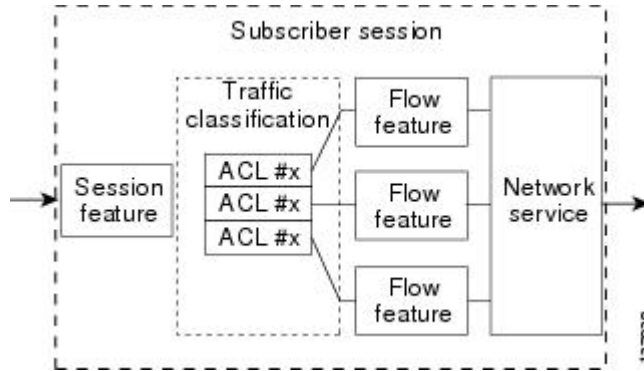 Subscriber session
Traffic
classification
Session
feature
ACL #x
ACL #x
ACL #x
Flow
feature
Flow
feature
Flow
feature
Network
service